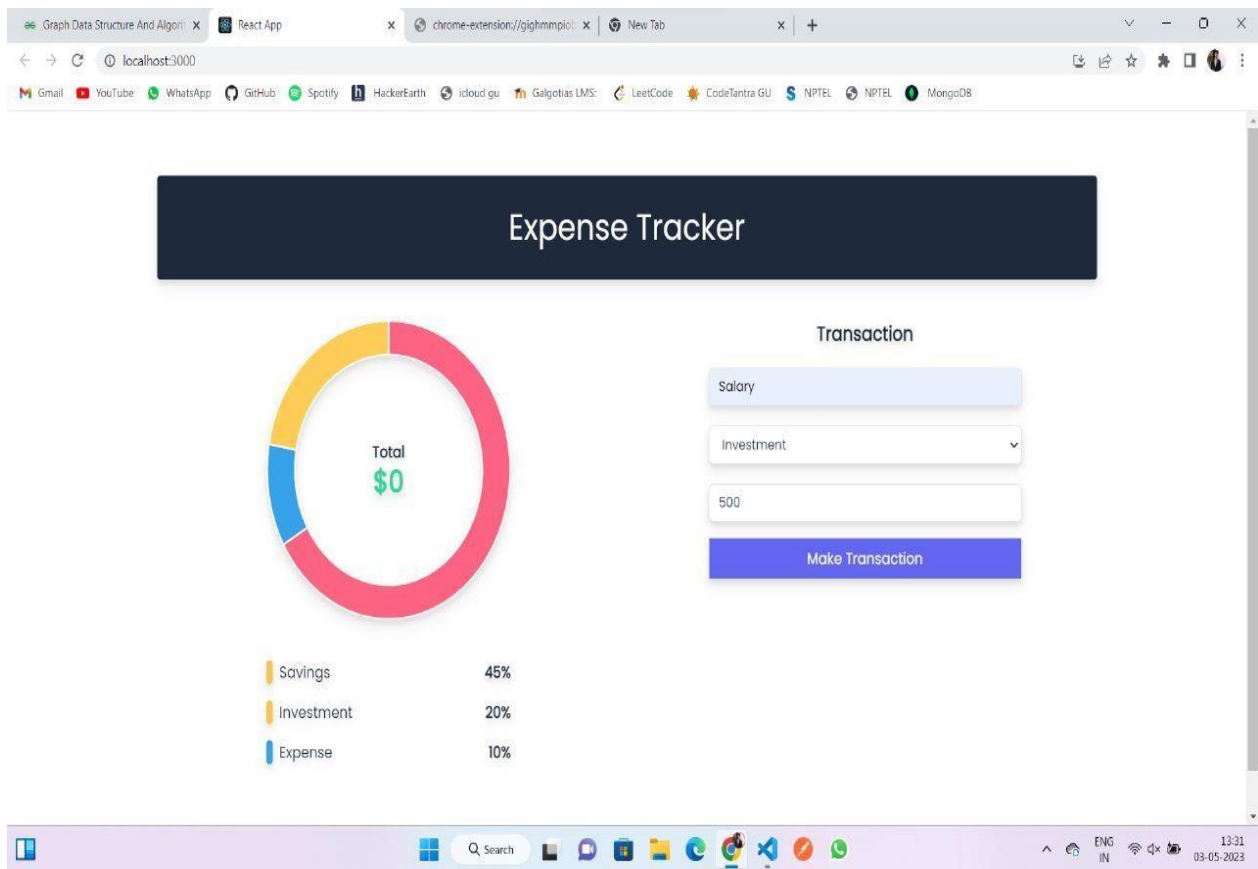 Graph Data Structure And Algorit React App chrome-extension://gighmmpiob New Tab
localhost:3000
Gmail YouTube WhatsApp GitHub Spotify HackerEarth icloud gu Galgotias LMS: LeetCode CodeTantra GU NPTEL NPTEL MongoDB
Expense Tracker
Transaction
Salary
Investment
500
Make Transaction
Total
$0
Savings 45%
Investment 20%
Expense 10%
Search
ENG
IN
13:31
03-05-2023